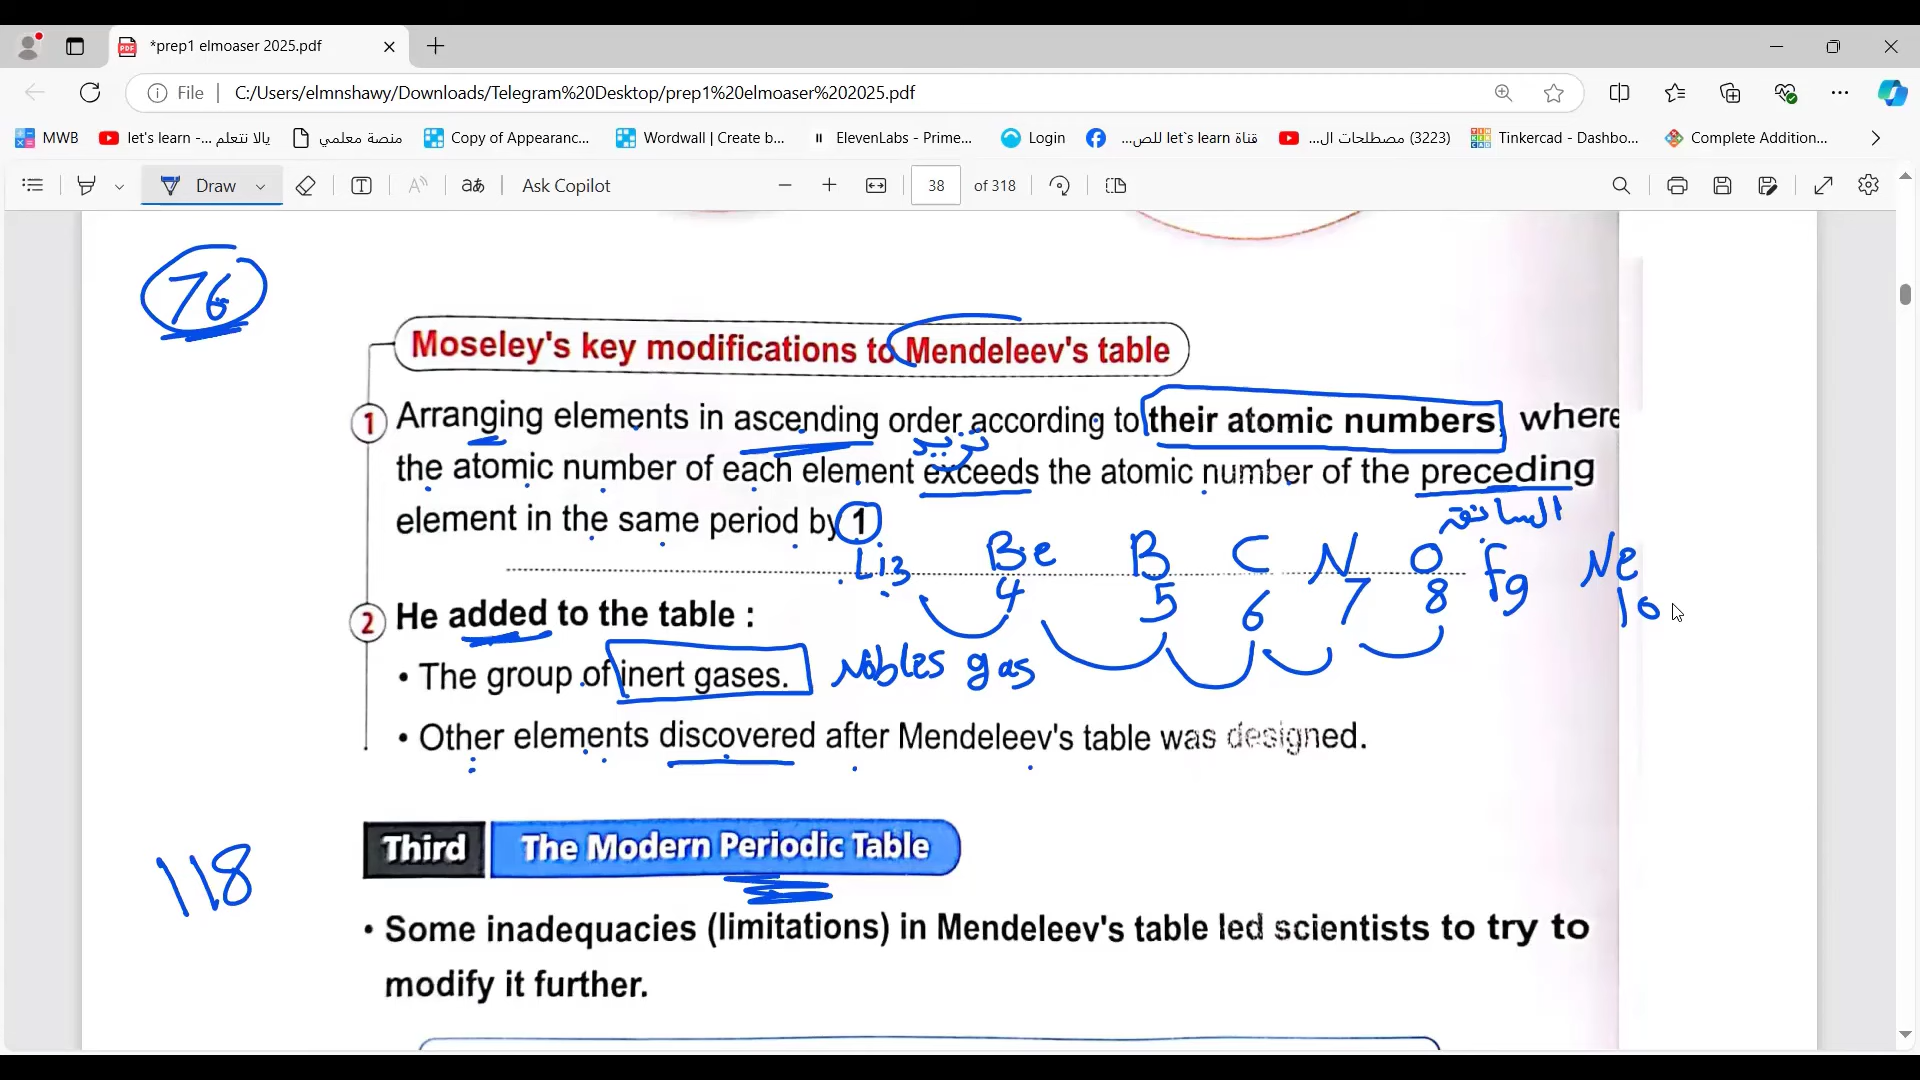 *prep1 elmoaser 2025.pdf
File C:/Users/elmnshawy/Downloads/Telegram%20Desktop/prep1%20elmoaser%202025.pdf
MWB let's learn -... يالا نتعلم منصة معلمي Copy of Appearanc... Wordwall | Create b... ElevenLabs - Prime... Login قناة let`s learn للص... (3223) مصطلحات ال... Tinkercad - Dashbo... Complete Addition...
Draw aあ Ask Copilot 38 of 318
76
Moseley's key modifications to Mendeleev's table
1 Arranging elements in ascending order according to their atomic numbers, where
تزيد
the atomic number of each element exceeds the atomic number of the preceding
element in the same period by 1
Li3 Be 4 B 5 C 6 N 7 O 8 F9 Ne 10
2 He added to the table :
• The group of inert gases. Nobles gas
• Other elements discovered after Mendeleev's table was designed.
118
Third The Modern Periodic Table
• Some inadequacies (limitations) in Mendeleev's table led scientists to try to
modify it further.